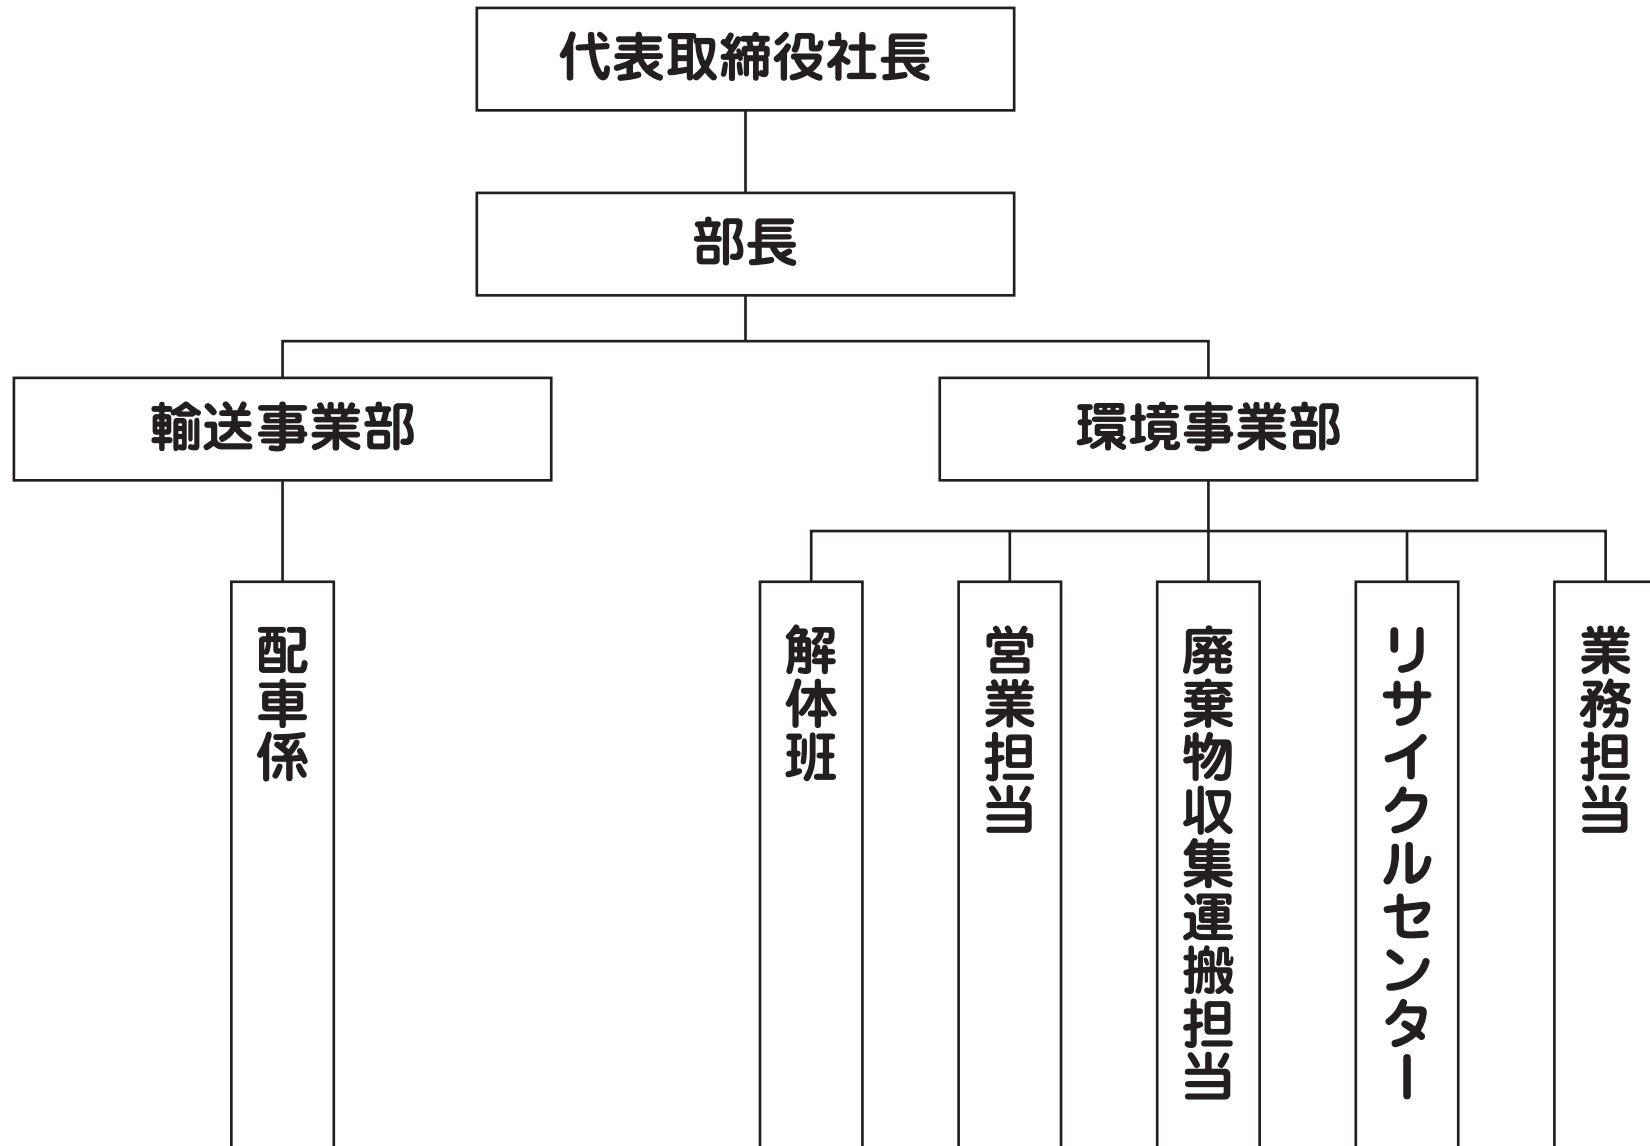 代表取締役社長
部長
輸送事業部
環境事業部
配車係
解体班
営業担当
廃棄物収集運搬担当
リサイクルセンター
業務担当